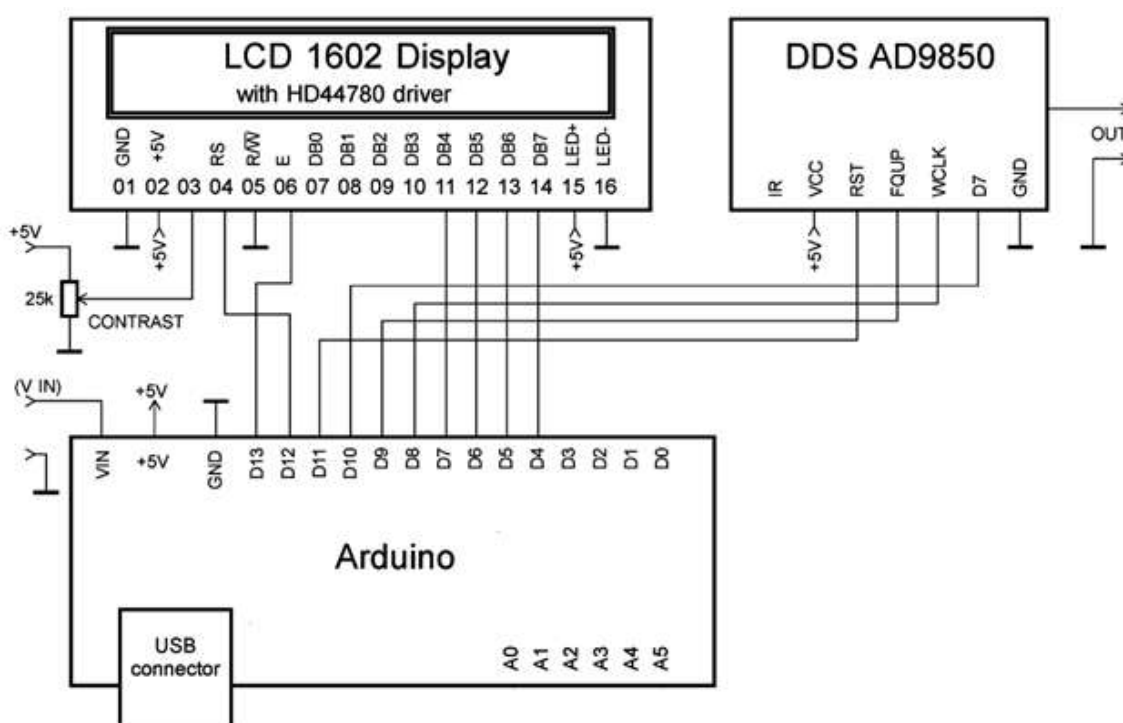 LCD 1602 Display
with HD44780 driver
GND +5V RS R/W̅ E DB0 DB1 DB2 DB3 DB4 DB5 DB6 DB7 LED+ LED-
01 02 03 04 05 06 07 08 09 10 11 12 13 14 15 16
DDS AD9850
OUT
IR VCC RST FQUP WCLK D7 GND
+5V
+5V
+5V
+5V
25k
CONTRAST
(V IN)
+5V
VIN +5V GND D13 D12 D11 D10 D9 D8 D7 D6 D5 D4 D3 D2 D1 D0
Arduino
USB
connector
A0 A1 A2 A3 A4 A5